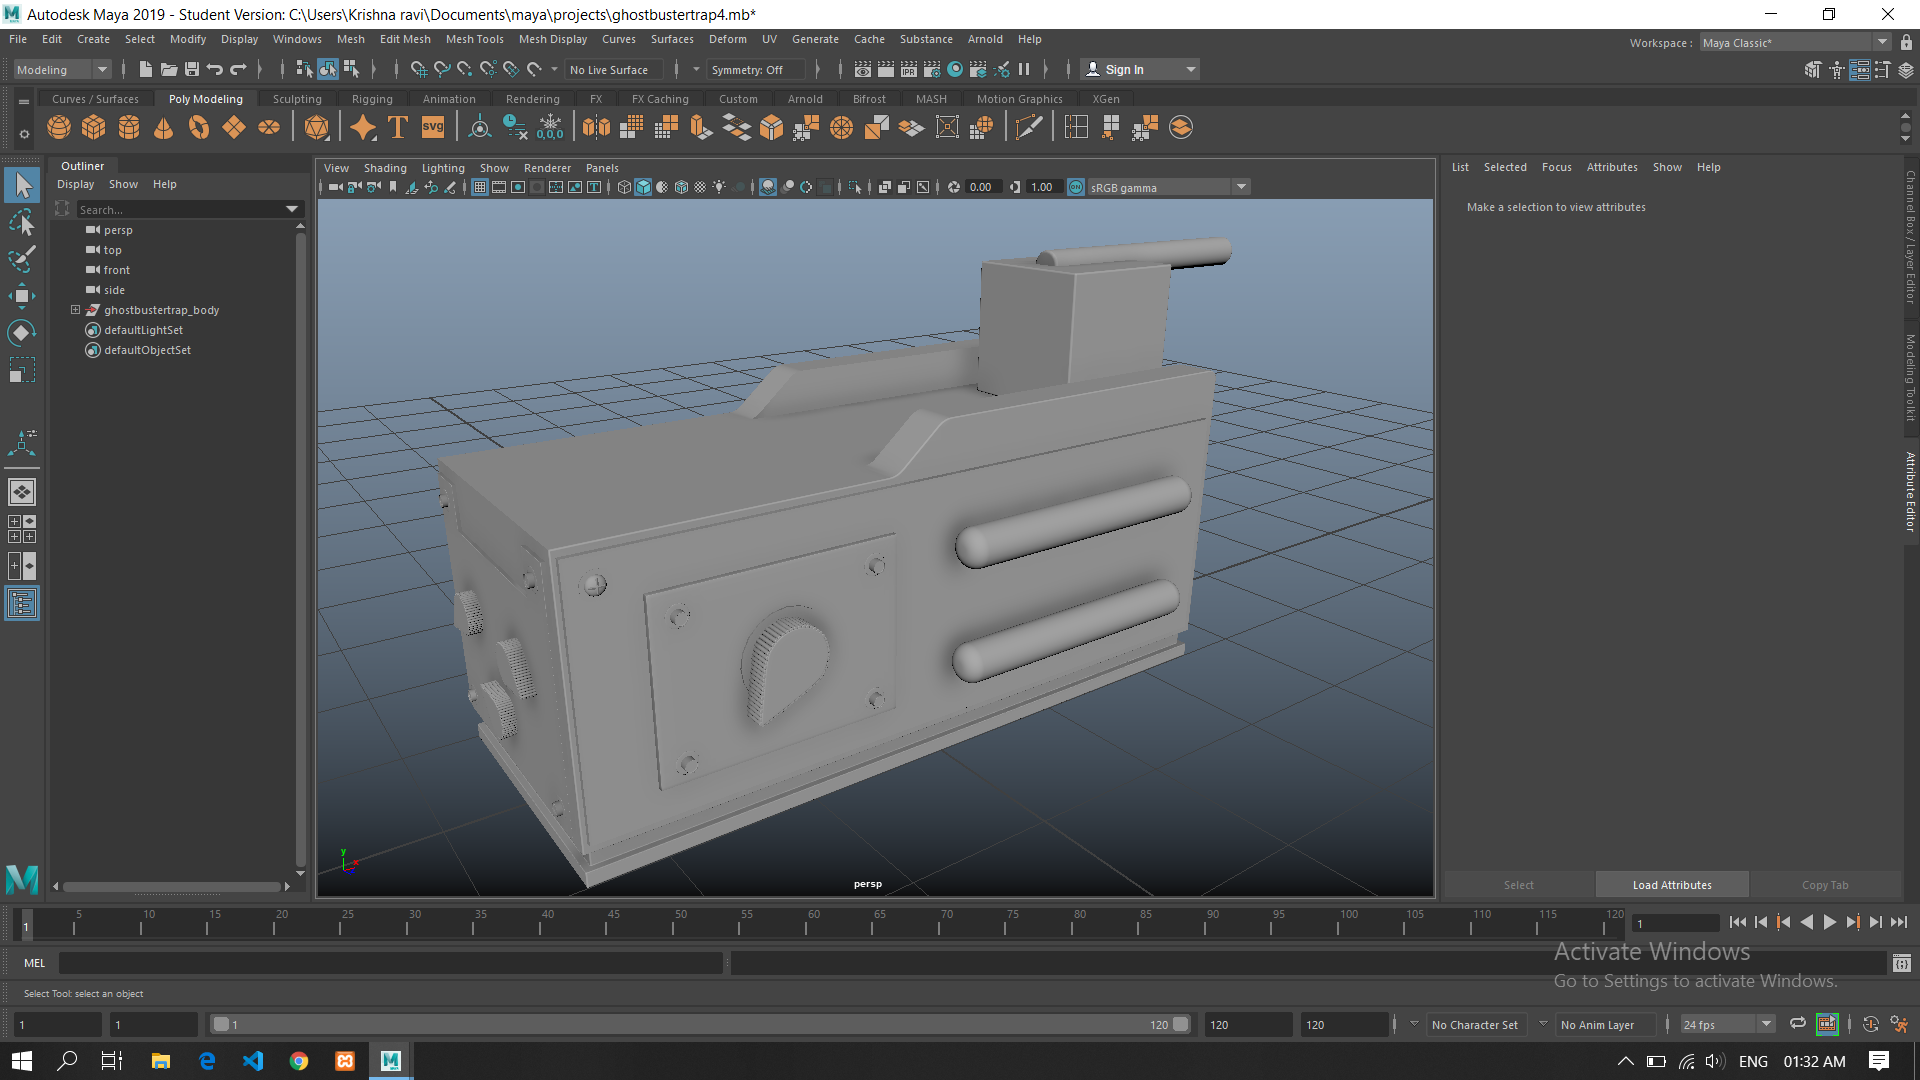 Autodesk Maya 2019 - Student Version: C:\Users\Krishna ravi\Documents\maya\projects\ghostbustertrap4.mb*
File Edit Create Select Modify Display Windows Mesh Edit Mesh Mesh Tools Mesh Display Curves Surfaces Deform UV Generate Cache Substance Arnold Help
Workspace : Maya Classic*
Modeling No Live Surface Symmetry: Off Sign In
Curves / Surfaces Poly Modeling Sculpting Rigging Animation Rendering FX FX Caching Custom Arnold Bifrost MASH Motion Graphics XGen
SVG
0,0,0
IPR
Outliner
Display Show Help
Search...
persp
top
front
side
ghostbustertrap_body
defaultLightSet
defaultObjectSet
View Shading Lighting Show Renderer Panels
0.00 1.00 ON sRGB gamma
y
x
persp
List Selected Focus Attributes Show Help
Make a selection to view attributes
Select Load Attributes Copy Tab
Channel Box / Layer Editor
Modeling Toolkit
Attribute Editor
1 5 10 15 20 25 30 35 40 45 50 55 60 65 70 75 80 85 90 95 100 105 110 115 120
1
MEL
Activate Windows
Go to Settings to activate Windows.
Select Tool: select an object
1 1 1 120 120 120 No Character Set No Anim Layer 24 fps
ENG 01:32 AM